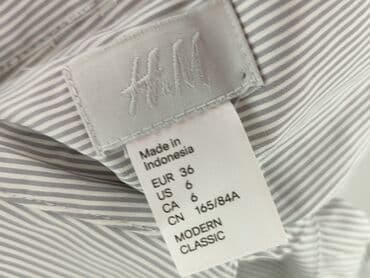 H&M
Made in
Indonesia
EUR 36
US 6
CA 6
CN 165/84A
MODERN
CLASSIC